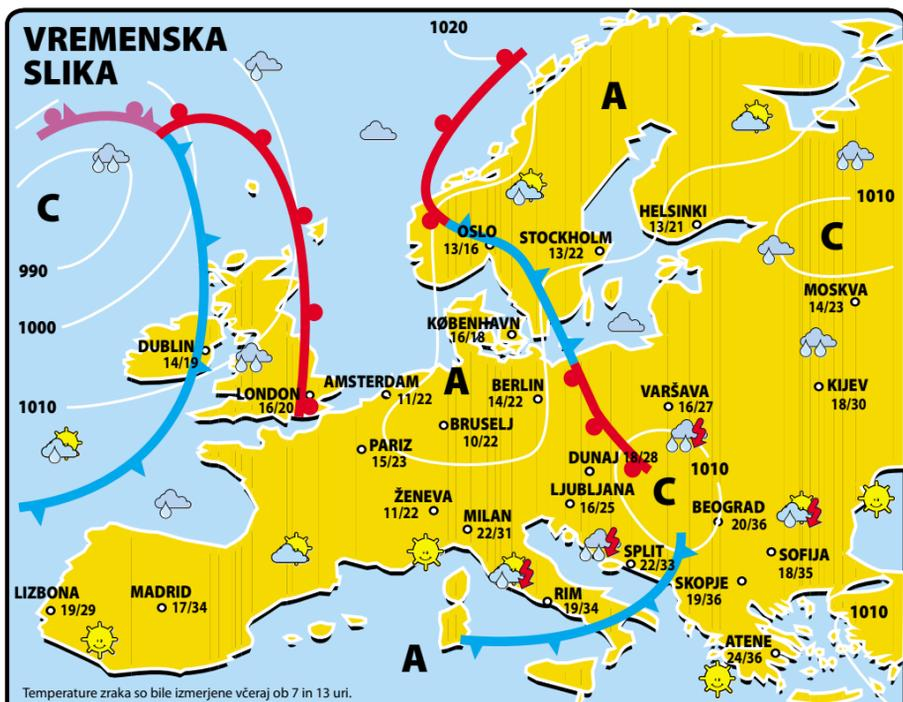 VREMENSKA
SLIKA
1020
A
C
1010
C
HELSINKI
13/21
OSLO
13/16
STOCKHOLM
13/22
990
MOSKVA
14/23
1000
KØBENHAVN
16/18
DUBLIN
14/19
A
AMSTERDAM
11/22
BERLIN
14/22
VARŠAVA
16/27
KIJEV
18/30
LONDON
16/20
1010
BRUSELJ
10/22
PARIZ
15/23
DUNAJ 18/28
1010
C
ŽENEVA
11/22
LJUBLJANA
16/25
BEOGRAD
20/36
MILAN
22/31
SPLIT
22/33
SOFIJA
18/35
LIZBONA
19/29
MADRID
17/34
RIM
19/34
SKOPJE
19/36
1010
A
ATENE
24/36
Temperature zraka so bile izmerjene včeraj ob 7 in 13 uri.